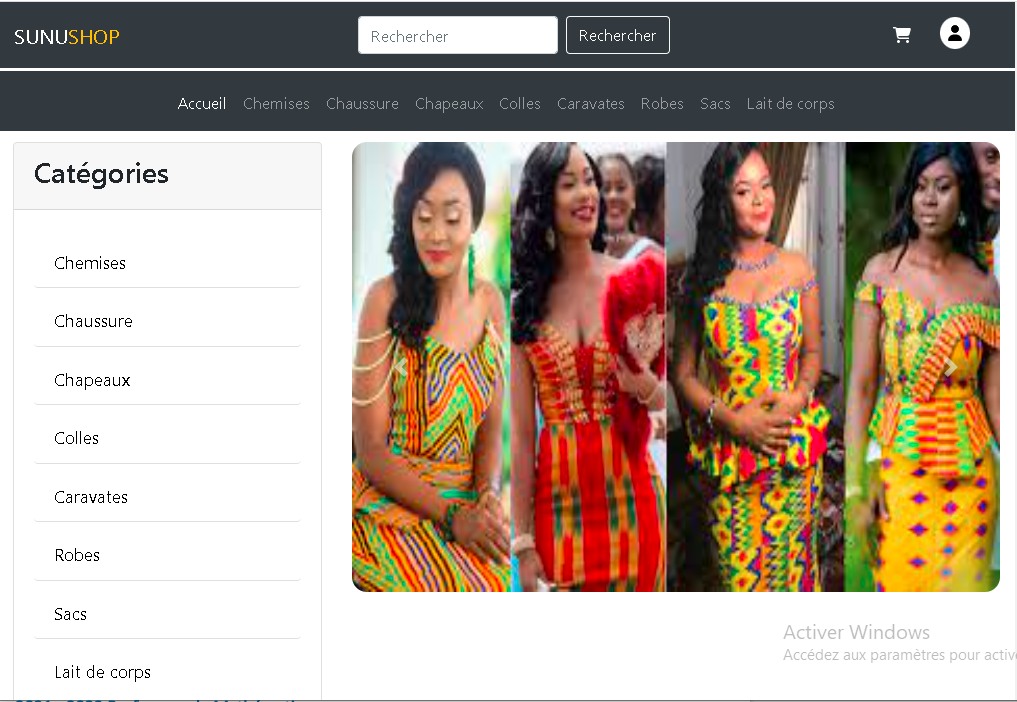 SUNUSHOP
Rechercher
Rechercher
Accueil Chemises Chaussure Chapeaux Colles Caravates Robes Sacs Lait de corps
Catégories
Chemises
Chaussure
Chapeaux
Colles
Caravates
Robes
Sacs
Lait de corps
Activer Windows
Accédez aux paramètres pour activ